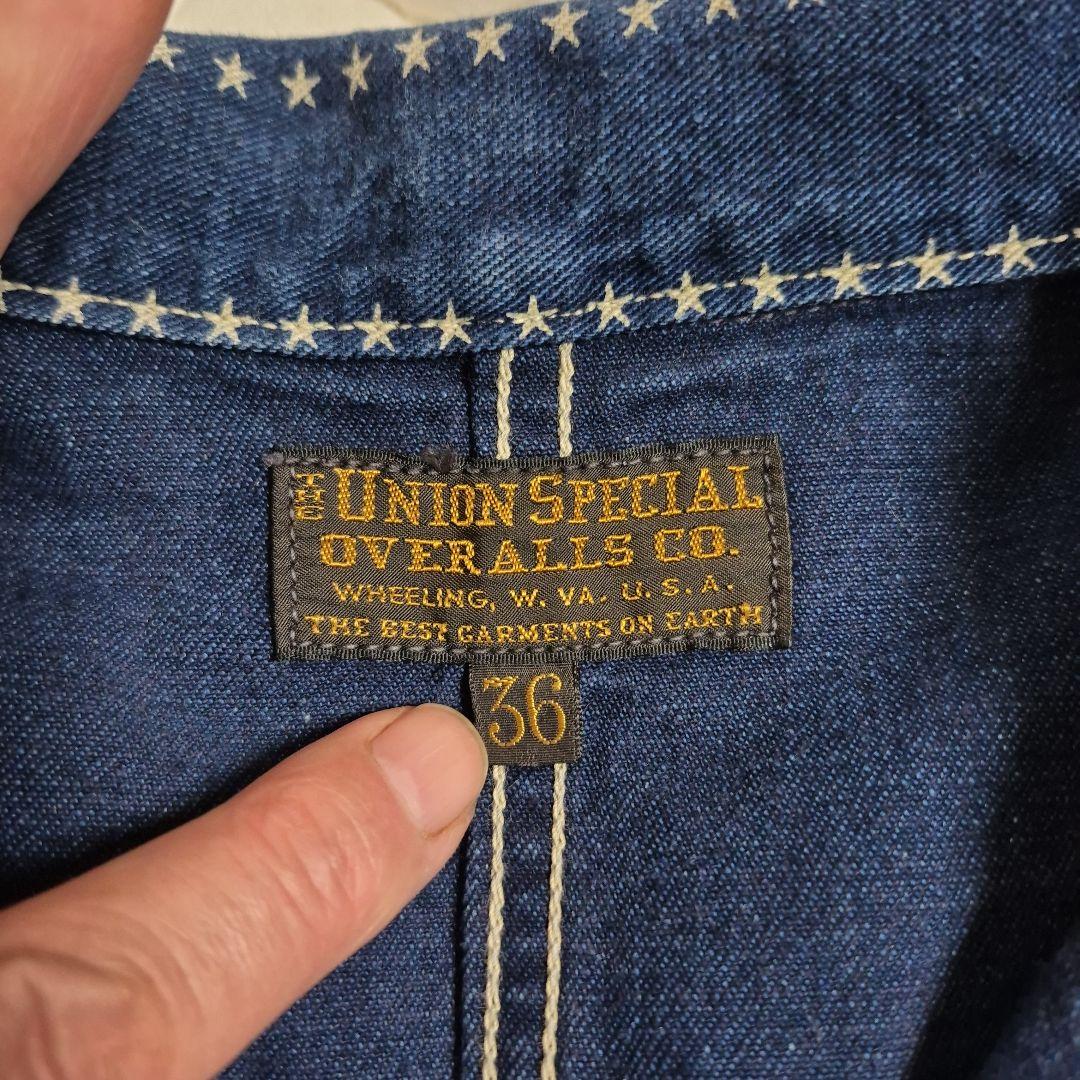 THE UNION SPECIAL
OVERALLS CO.
WHEELING, W. VA. U. S. A.
THE BEST GARMENTS ON EARTH
36